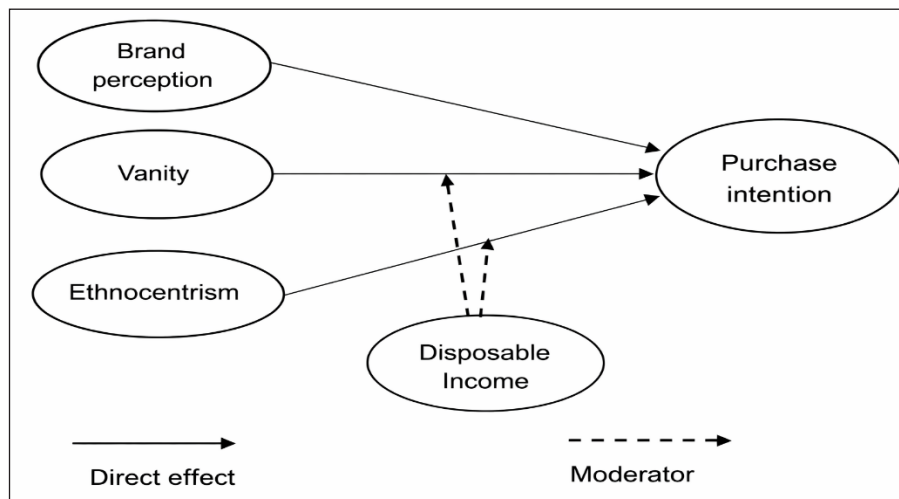 Brand
perception
Vanity
Purchase
intention
Ethnocentrism
Disposable
Income
Direct effect
Moderator